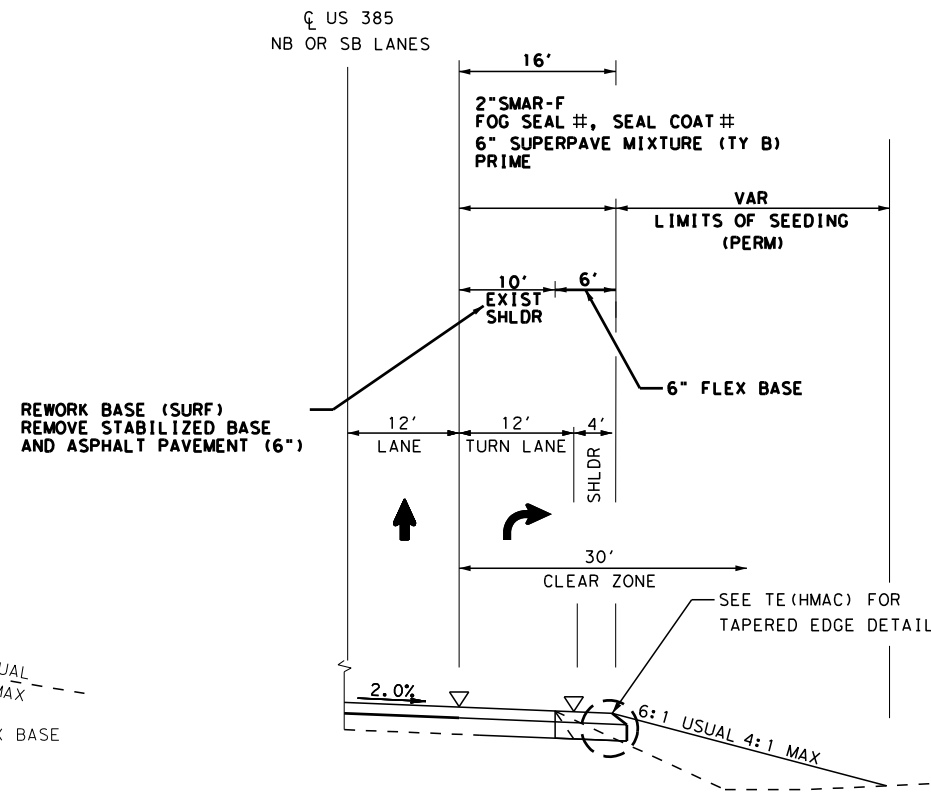 ℄ US 385
NB OR SB LANES
16'
2"SMAR-F
FOG SEAL #, SEAL COAT #
6" SUPERPAVE MIXTURE (TY B)
PRIME
VAR
LIMITS OF SEEDING
(PERM)
10'
6'
EXIST
SHLDR
6" FLEX BASE
REWORK BASE (SURF)
REMOVE STABILIZED BASE
AND ASPHALT PAVEMENT (6")
12'
12'
4'
LANE
TURN LANE
SHLDR
30'
CLEAR ZONE
SEE TE(HMAC) FOR
TAPERED EDGE DETAIL
2.0%
6:1 USUAL 4:1 MAX
BASE